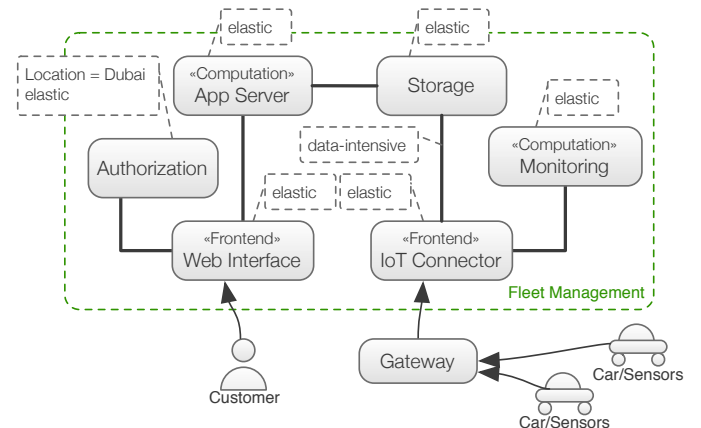 elastic
elastic
Location = Dubai
elastic
«Computation»
App Server
Storage
elastic
data-intensive
«Computation»
Monitoring
Authorization
elastic
elastic
«Frontend»
Web Interface
«Frontend»
IoT Connector
Fleet Management
Gateway
Car/Sensors
Customer
Car/Sensors